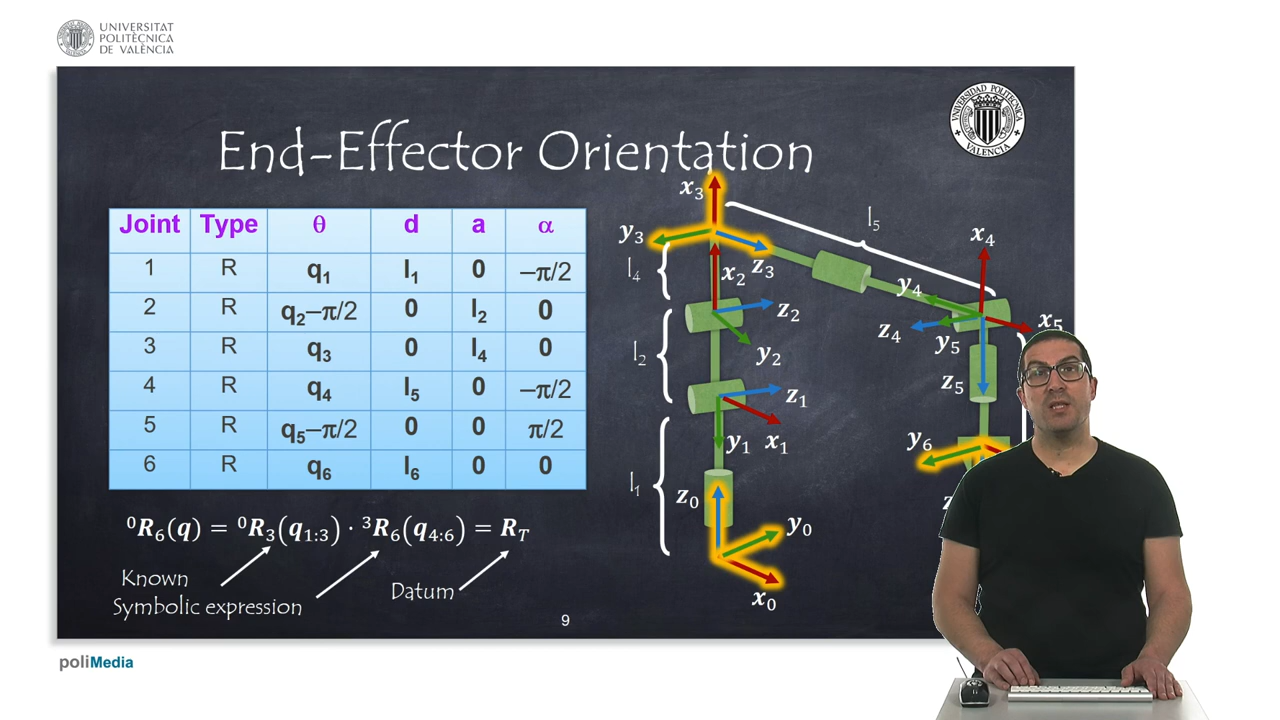 UNIVERSITAT
POLITÈCNICA
DE VALÈNCIA
UNIVERSIDAD POLITECNICA
VALENCIA
End-Effector Orientation
Joint Type θ d a α
1 R q₁ l₁ 0 –π/2
2 R q₂–π/2 0 l₂ 0
3 R q₃ 0 l₄ 0
4 R q₄ l₅ 0 –π/2
5 R q₅–π/2 0 0 π/2
6 R q₆ l₆ 0 0
⁰R₆(q) = ⁰R₃(q₁:₃) · ³R₆(q₄:₆) = R_T
Known
Symbolic expression
Datum
x₃
y₃
z₃
l₅
l₄
x₂
z₂
y₂
l₂
z₁
x₁
y₁
l₁
z₀
y₀
x₀
x₄
y₄
z₄
x₅
y₅
z₅
y₆
9
poliMedia